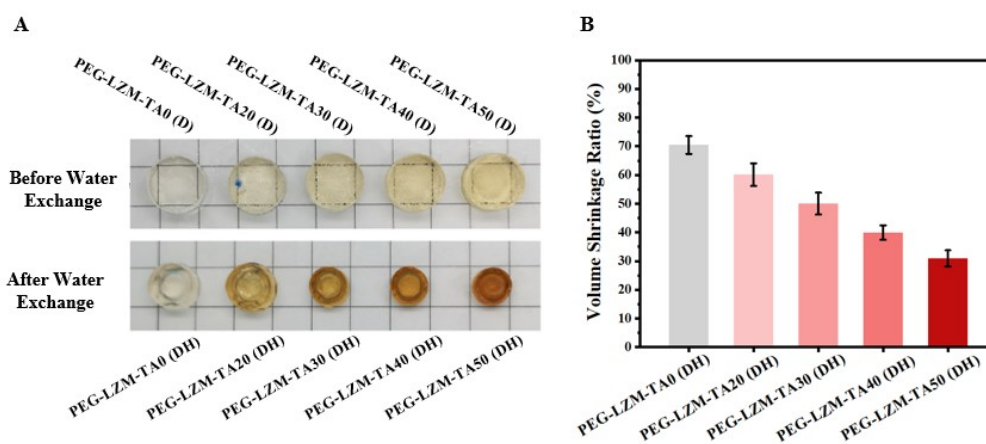 A
PEG-LZM-TA0 (D)
PEG-LZM-TA20 (D)
PEG-LZM-TA30 (D)
PEG-LZM-TA40 (D)
PEG-LZM-TA50 (D)
Before Water
Exchange
After Water
Exchange
PEG-LZM-TA0 (DH)
PEG-LZM-TA20 (DH)
PEG-LZM-TA30 (DH)
PEG-LZM-TA40 (DH)
PEG-LZM-TA50 (DH)
B
Volume Shrinkage Ratio (%)
100
90
80
70
60
50
40
30
20
10
0
PEG-LZM-TA0 (DH)
PEG-LZM-TA20 (DH)
PEG-LZM-TA30 (DH)
PEG-LZM-TA40 (DH)
PEG-LZM-TA50 (DH)